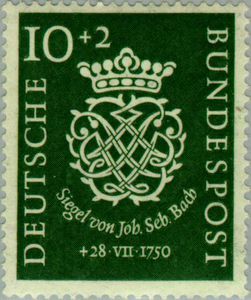 10+2
DEUTSCHE
BUNDESPOST
Siegel von Joh. Seb. Bach
+28·VII·1750